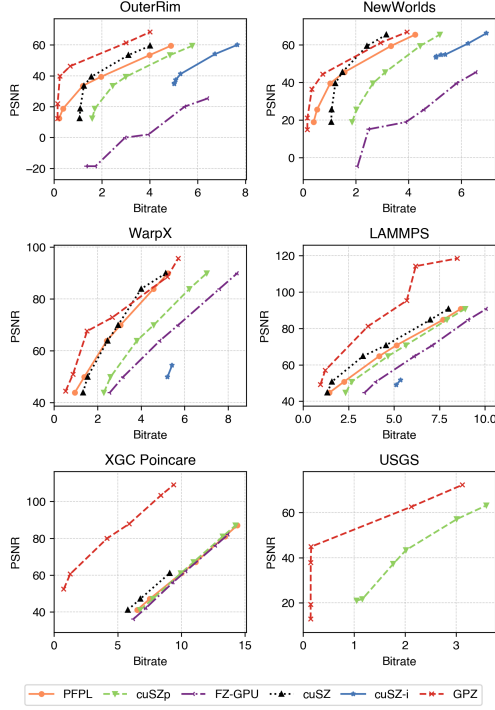 OuterRim
NewWorlds
PSNR
60
40
20
0
−20
0
2
4
6
8
Bitrate
PSNR
60
40
20
0
0
2
4
6
Bitrate
WarpX
LAMMPS
PSNR
100
80
60
40
0
2
4
6
8
Bitrate
PSNR
120
100
80
60
40
0.0
2.5
5.0
7.5
10.0
Bitrate
XGC Poincare
USGS
PSNR
100
80
60
40
0
5
10
15
Bitrate
PSNR
60
40
20
0
1
2
3
Bitrate
PFPL cuSZp FZ-GPU cuSZ cuSZ-i GPZ